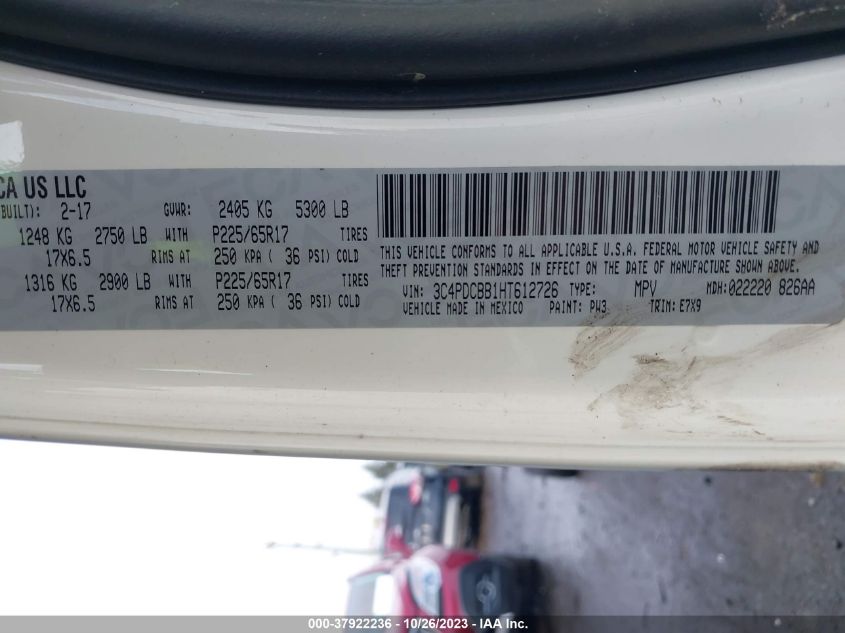 CA US LLC
BUILT): 2-17 GVWR: 2405 KG 5300 LB
1248 KG 2750 LB WITH P225/65R17 TIRES
17X6.5 RIMS AT 250 KPA ( 36 PSI) COLD
1316 KG 2900 LB WITH P225/65R17 TIRES
17X6.5 RIMS AT 250 KPA ( 36 PSI) COLD
THIS VEHICLE CONFORMS TO ALL APPLICABLE U.S.A. FEDERAL MOTOR VEHICLE SAFETY AND
THEFT PREVENTION STANDARDS IN EFFECT ON THE DATE OF MANUFACTURE SHOWN ABOVE.
VIN: 3C4PDCBB1HT612726 TYPE: MPV MDH:022220 826AA
VEHICLE MADE IN MEXICO PAINT: PW3 TRIM: E7X9
000-37922236 - 10/26/2023 - IAAI.com